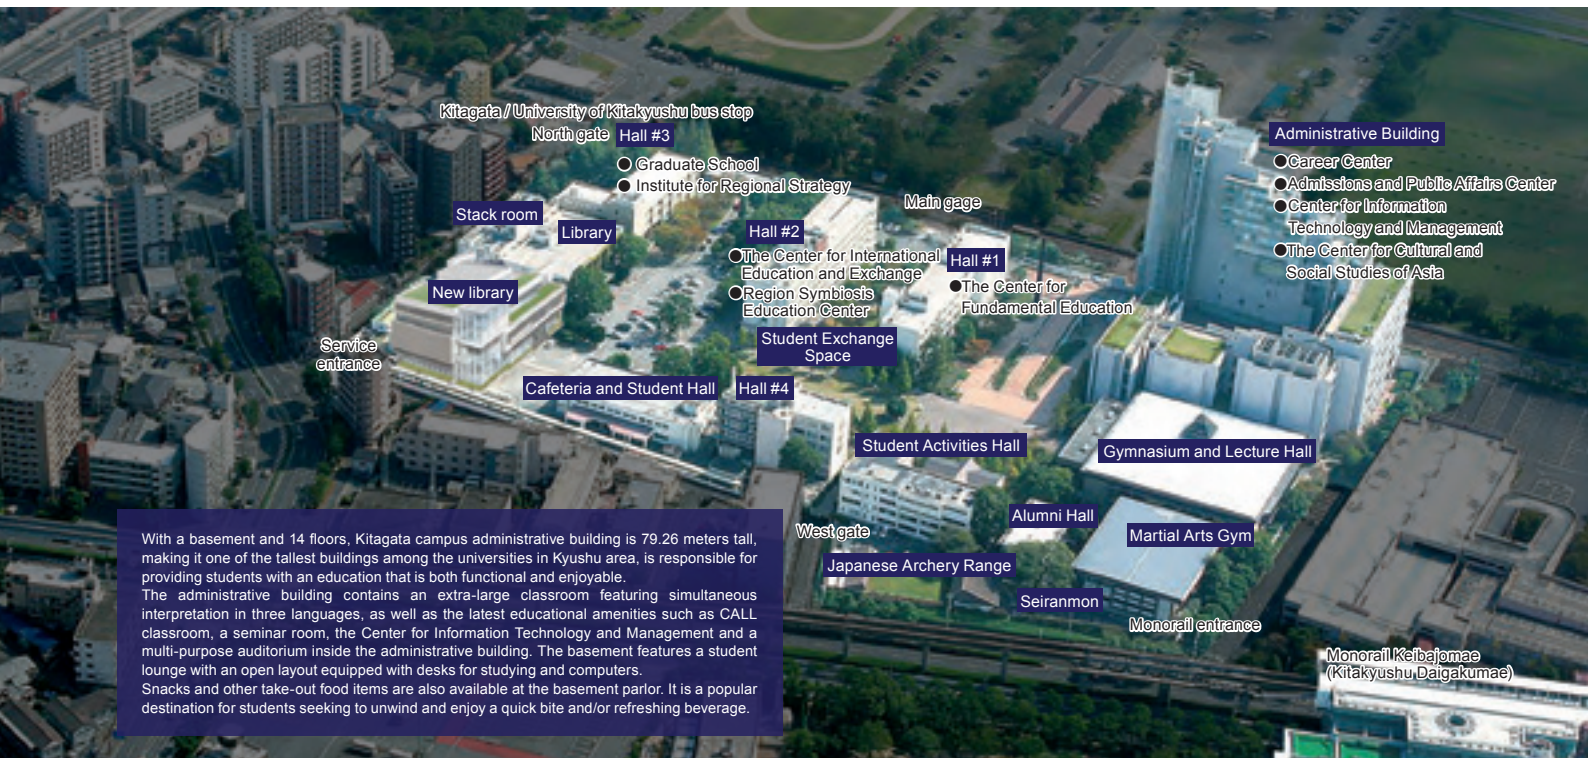 Kitagata / University of Kitakyushu bus stop
North gate
Hall #3
Graduate School
Institute for Regional Strategy
Stack room
Library
New library
Service
entrance
Main gage
Hall #2
The Center for International
Education and Exchange
Region Symbiosis
Education Center
Hall #1
The Center for
Fundamental Education
Administrative Building
Career Center
Admissions and Public Affairs Center
Center for Information
Technology and Management
The Center for Cultural and
Social Studies of Asia
Student Exchange
Space
Cafeteria and Student Hall
Hall #4
Student Activities Hall
Gymnasium and Lecture Hall
Alumni Hall
Martial Arts Gym
West gate
Japanese Archery Range
Seiranmon
Monorail entrance
Monorail Keibajomae
(Kitakyushu Daigakumae)
With a basement and 14 floors, Kitagata campus administrative building is 79.26 meters tall,
making it one of the tallest buildings among the universities in Kyushu area, is responsible for
providing students with an education that is both functional and enjoyable.
The administrative building contains an extra-large classroom featuring simultaneous
interpretation in three languages, as well as the latest educational amenities such as CALL
classroom, a seminar room, the Center for Information Technology and Management and a
multi-purpose auditorium inside the administrative building. The basement features a student
lounge with an open layout equipped with desks for studying and computers.
Snacks and other take-out food items are also available at the basement parlor. It is a popular
destination for students seeking to unwind and enjoy a quick bite and/or refreshing beverage.